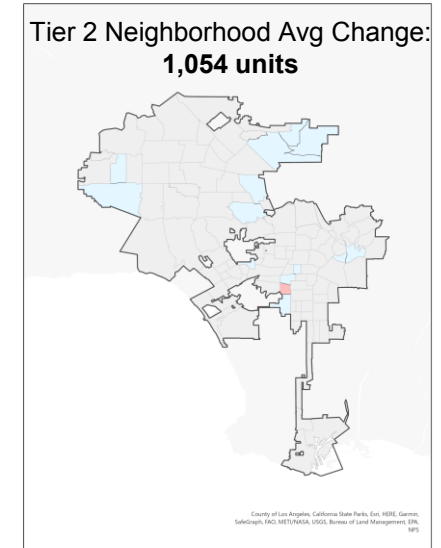 Tier 2 Neighborhood Avg Change:
1,054 units
County of Los Angeles, California State Parks, Esri, HERE, Garmin,
SafeGraph, FAO, METI/NASA, USGS, Bureau of Land Management, EPA,
NPS